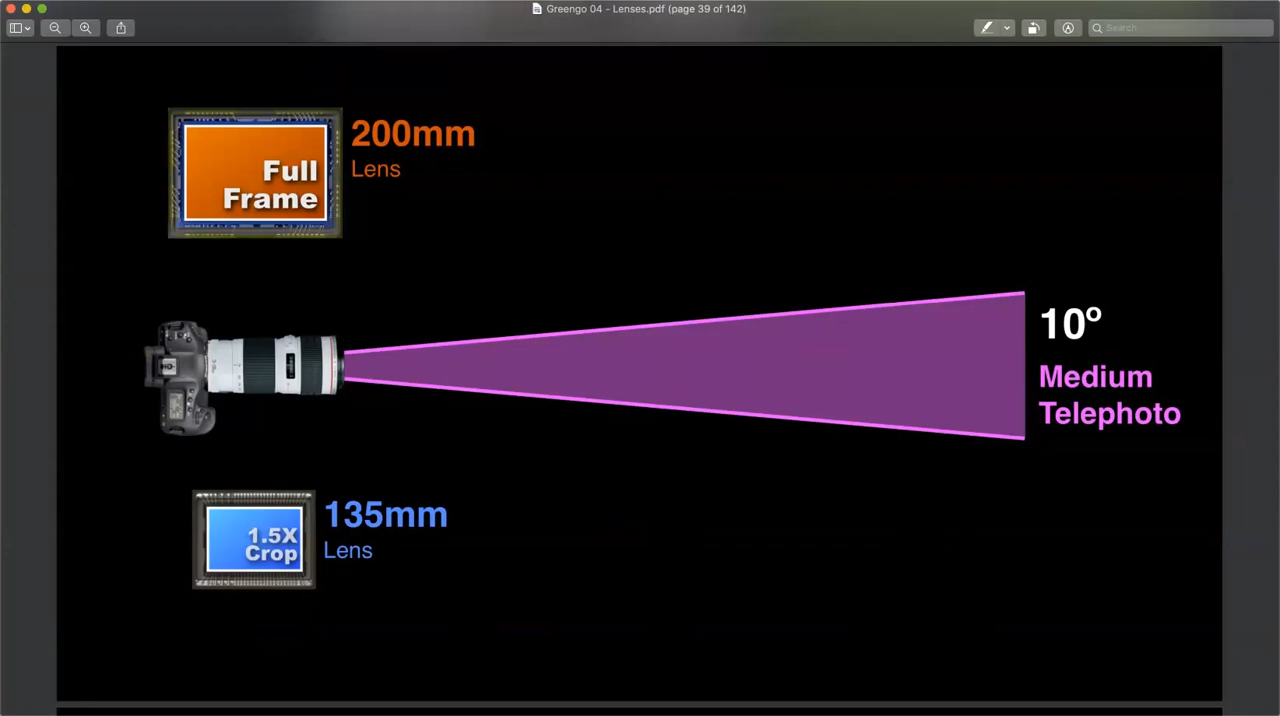 Greengo 04 - Lenses.pdf (page 39 of 142)
Search
200mm
Lens
Full
Frame
10º
Medium
Telephoto
135mm
Lens
1.5X
Crop